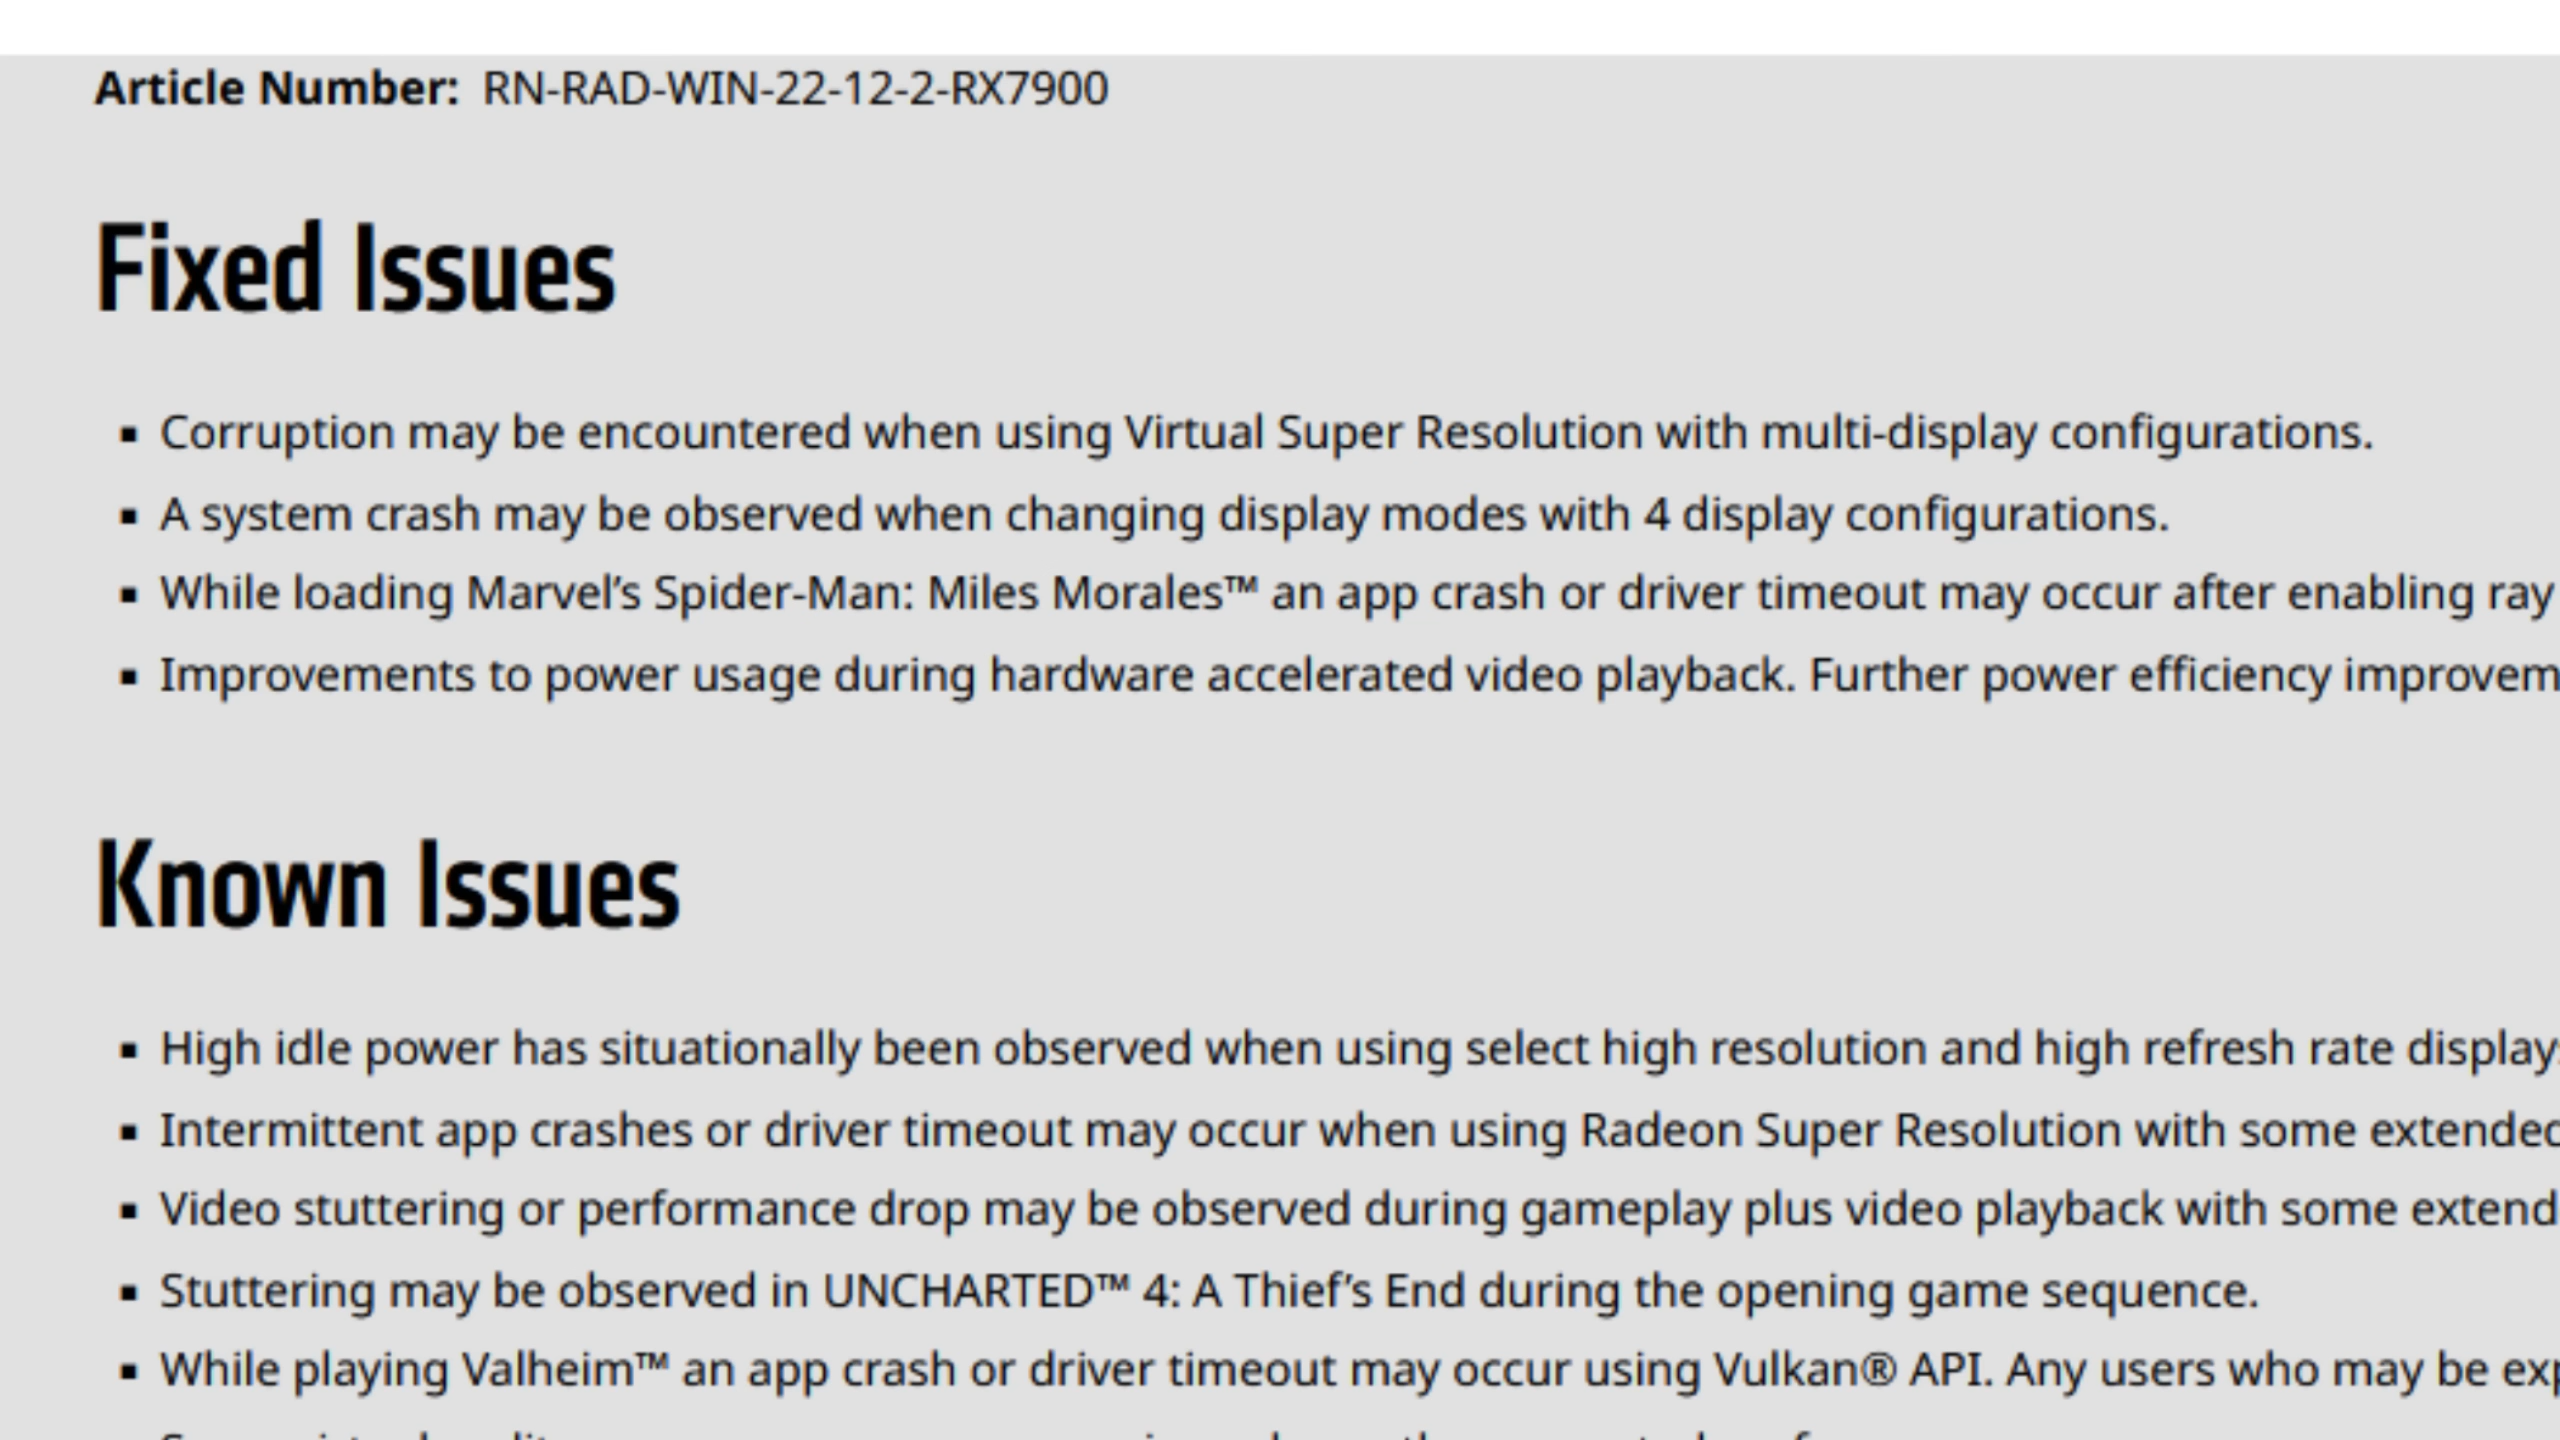 Article Number: RN-RAD-WIN-22-12-2-RX7900
Fixed Issues
▪ Corruption may be encountered when using Virtual Super Resolution with multi-display configurations.
▪ A system crash may be observed when changing display modes with 4 display configurations.
▪ While loading Marvel’s Spider-Man: Miles Morales™ an app crash or driver timeout may occur after enabling ray
▪ Improvements to power usage during hardware accelerated video playback. Further power efficiency improvem
Known Issues
▪ High idle power has situationally been observed when using select high resolution and high refresh rate displays
▪ Intermittent app crashes or driver timeout may occur when using Radeon Super Resolution with some extended
▪ Video stuttering or performance drop may be observed during gameplay plus video playback with some extend
▪ Stuttering may be observed in UNCHARTED™ 4: A Thief’s End during the opening game sequence.
▪ While playing Valheim™ an app crash or driver timeout may occur using Vulkan® API. Any users who may be exp